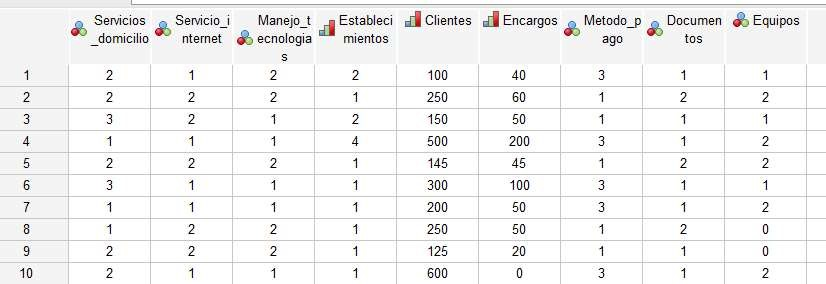 Servicios_domicilio Servicio_internet Manejo_tecnologias Establecimientos Clientes Encargos Metodo_pago Documentos Equipos
1 2 1 2 2 100 40 3 1 1
2 2 2 2 1 250 60 1 2 2
3 3 2 1 2 150 50 1 1 1
4 1 1 1 4 500 200 3 1 2
5 2 2 2 1 145 45 1 2 2
6 3 1 1 1 300 100 3 1 1
7 1 1 1 1 200 50 3 1 2
8 1 2 2 1 250 50 1 2 0
9 2 2 2 1 125 20 1 1 0
10 2 1 1 1 600 0 3 1 2